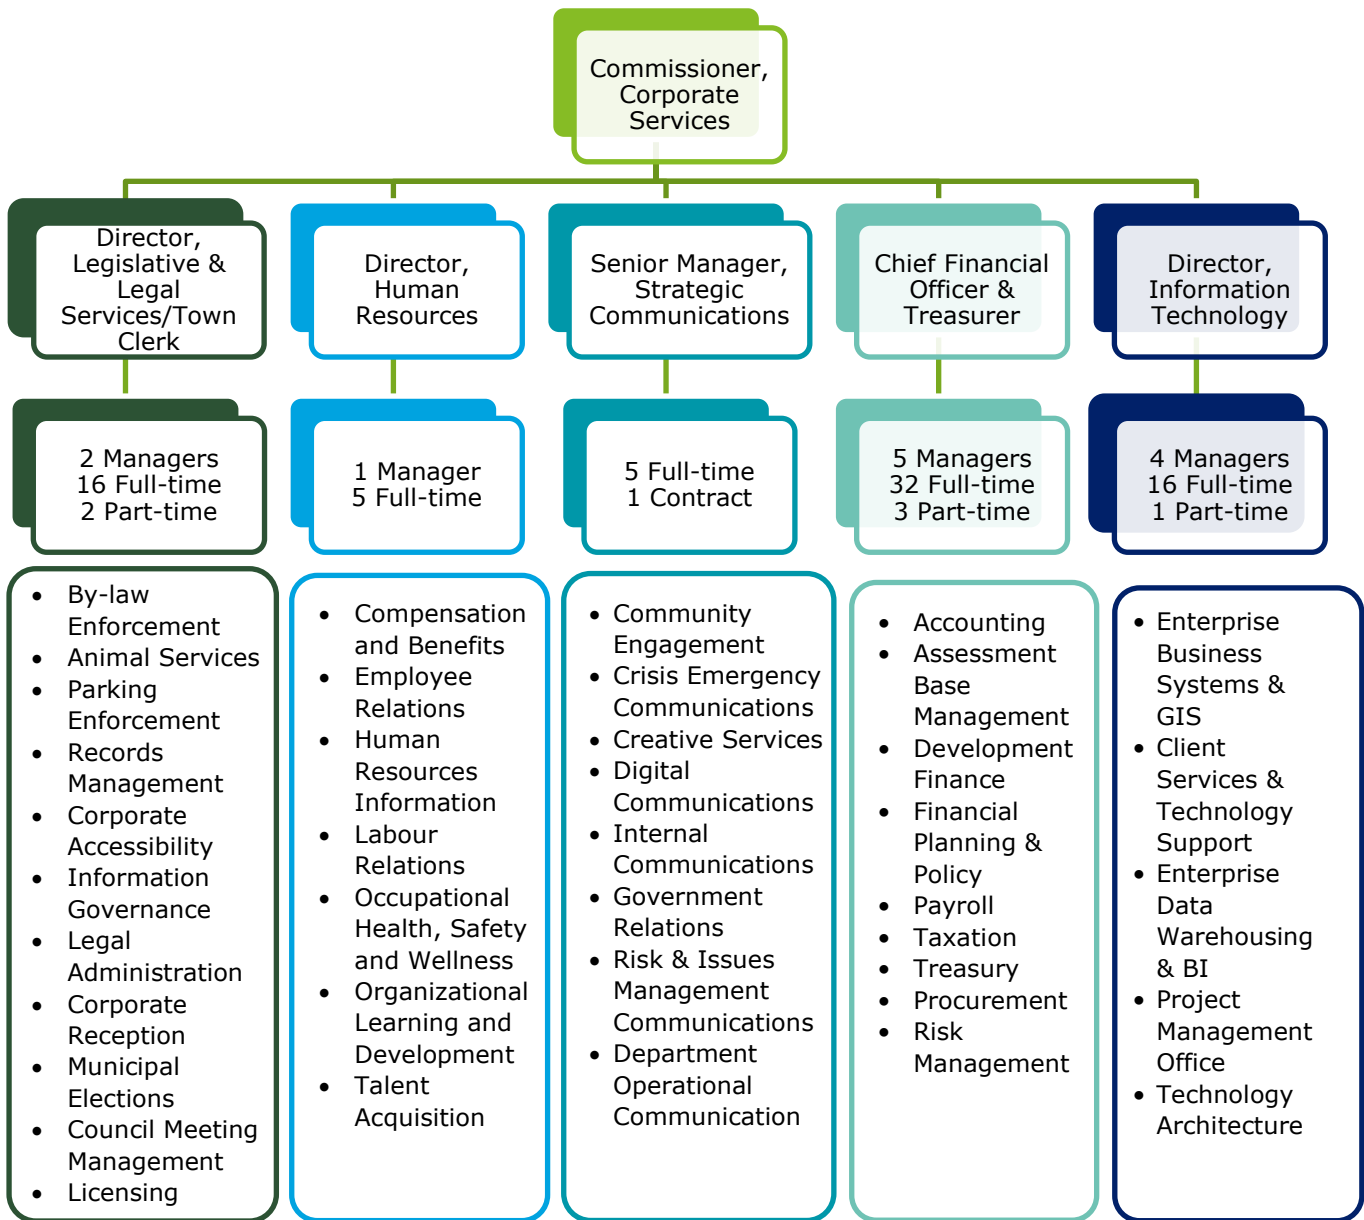 Commissioner,
Corporate
Services
Director,
Legislative &
Legal
Services/Town
Clerk
Director,
Human
Resources
Senior Manager,
Strategic
Communications
Chief Financial
Officer &
Treasurer
Director,
Information
Technology
2 Managers
16 Full-time
2 Part-time
1 Manager
5 Full-time
5 Full-time
1 Contract
5 Managers
32 Full-time
3 Part-time
4 Managers
16 Full-time
1 Part-time
• By-law
Enforcement
• Animal Services
• Parking
Enforcement
• Records
Management
• Corporate
Accessibility
• Information
Governance
• Legal
Administration
• Corporate
Reception
• Municipal
Elections
• Council Meeting
Management
• Licensing
• Compensation
and Benefits
• Employee
Relations
• Human
Resources
Information
• Labour
Relations
• Occupational
Health, Safety
and Wellness
• Organizational
Learning and
Development
• Talent
Acquisition
• Community
Engagement
• Crisis Emergency
Communications
• Creative Services
• Digital
Communications
• Internal
Communications
• Government
Relations
• Risk & Issues
Management
Communications
• Department
Operational
Communication
• Accounting
• Assessment
Base
Management
• Development
Finance
• Financial
Planning &
Policy
• Payroll
• Taxation
• Treasury
• Procurement
• Risk
Management
• Enterprise
Business
Systems &
GIS
• Client
Services &
Technology
Support
• Enterprise
Data
Warehousing
& BI
• Project
Management
Office
• Technology
Architecture